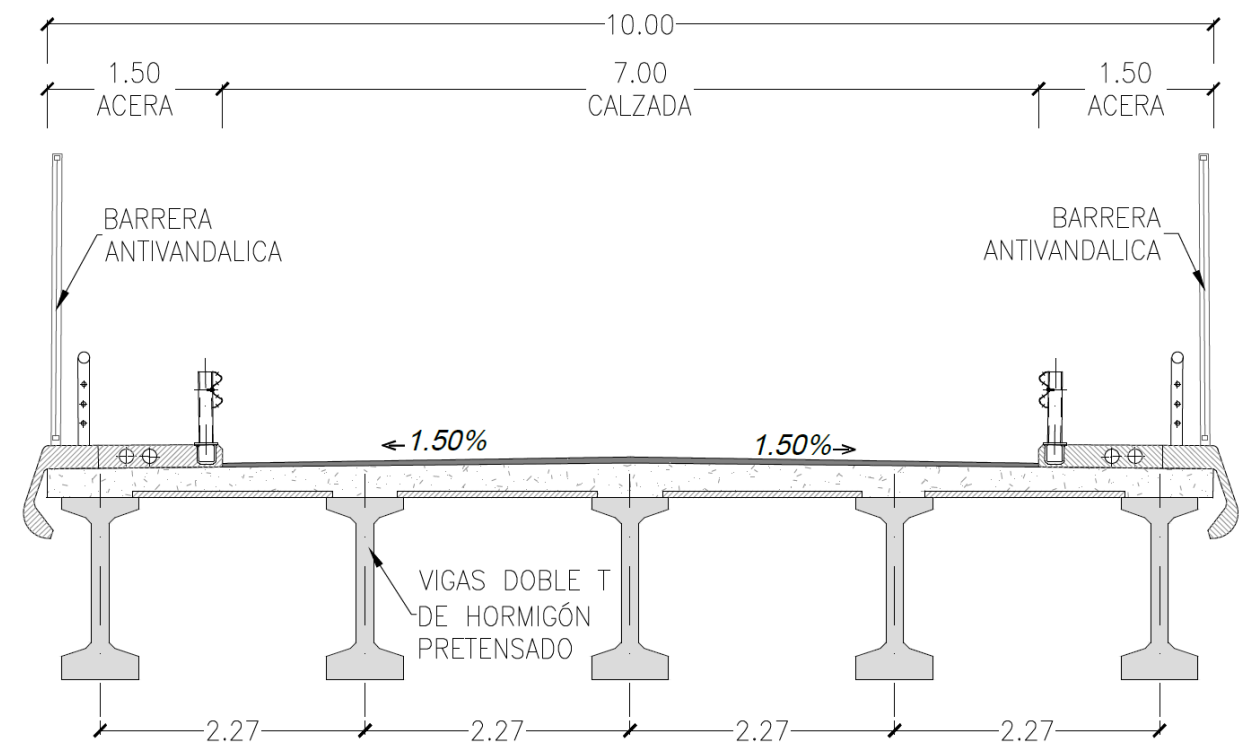 10.00
1.50
ACERA
7.00
CALZADA
1.50
ACERA
BARRERA
ANTIVANDALICA
BARRERA
ANTIVANDALICA
1.50%
1.50%
VIGAS DOBLE T
DE HORMIGÓN
PRETENSADO
2.27
2.27
2.27
2.27